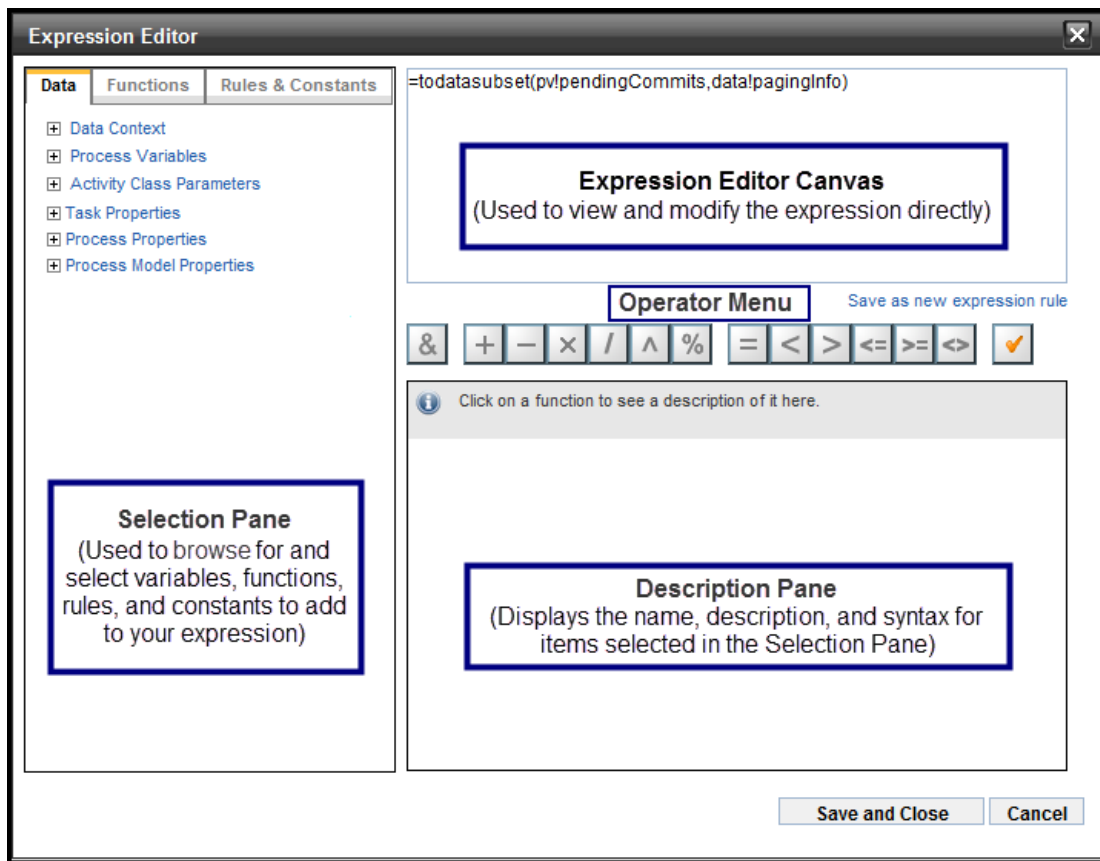 Expression Editor
Data
Functions
Rules & Constants
Data Context
Process Variables
Activity Class Parameters
Task Properties
Process Properties
Process Model Properties
Selection Pane
(Used to browse for and
select variables, functions,
rules, and constants to add
to your expression)
=todatasubset(pv!pendingCommits,data!pagingInfo)
Expression Editor Canvas
(Used to view and modify the expression directly)
Operator Menu
Save as new expression rule
& + − × / ^ % = < > <= >= <>
Click on a function to see a description of it here.
Description Pane
(Displays the name, description, and syntax for
items selected in the Selection Pane)
Save and Close
Cancel